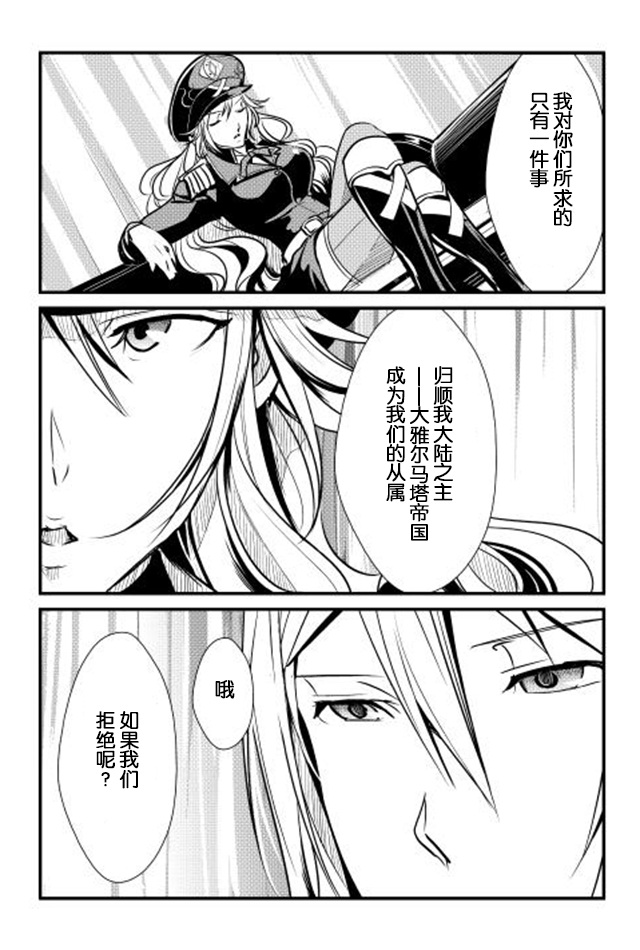 我对你们所求的
只有一件事
归顺我大陆之主
——大雅尔马塔帝国
成为我们的从属
哦
如果我们
拒绝呢？